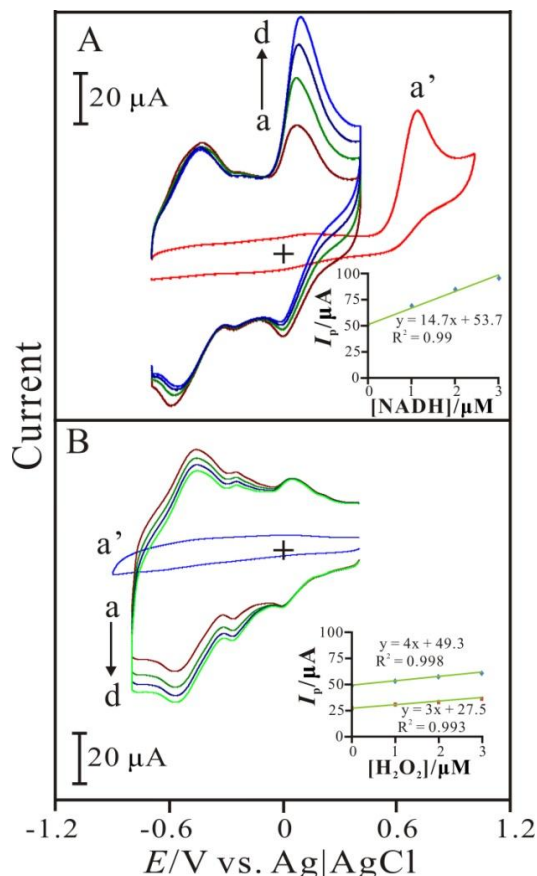 A
d
a
a’
20 µA
+
100
75
50
25
0
Iₚ/µA
y = 14.7x + 53.7
R² = 0.99
0 1 2 3
[NADH]/µM
Current
B
a’
a
d
+
20 µA
100
75
50
25
0
Iₚ/µA
y = 4x + 49.3
R² = 0.998
y = 3x + 27.5
R² = 0.993
0 1 2 3
[H₂O₂]/µM
-1.2 -0.6 0 0.6 1.2
E/V vs. Ag|AgCl